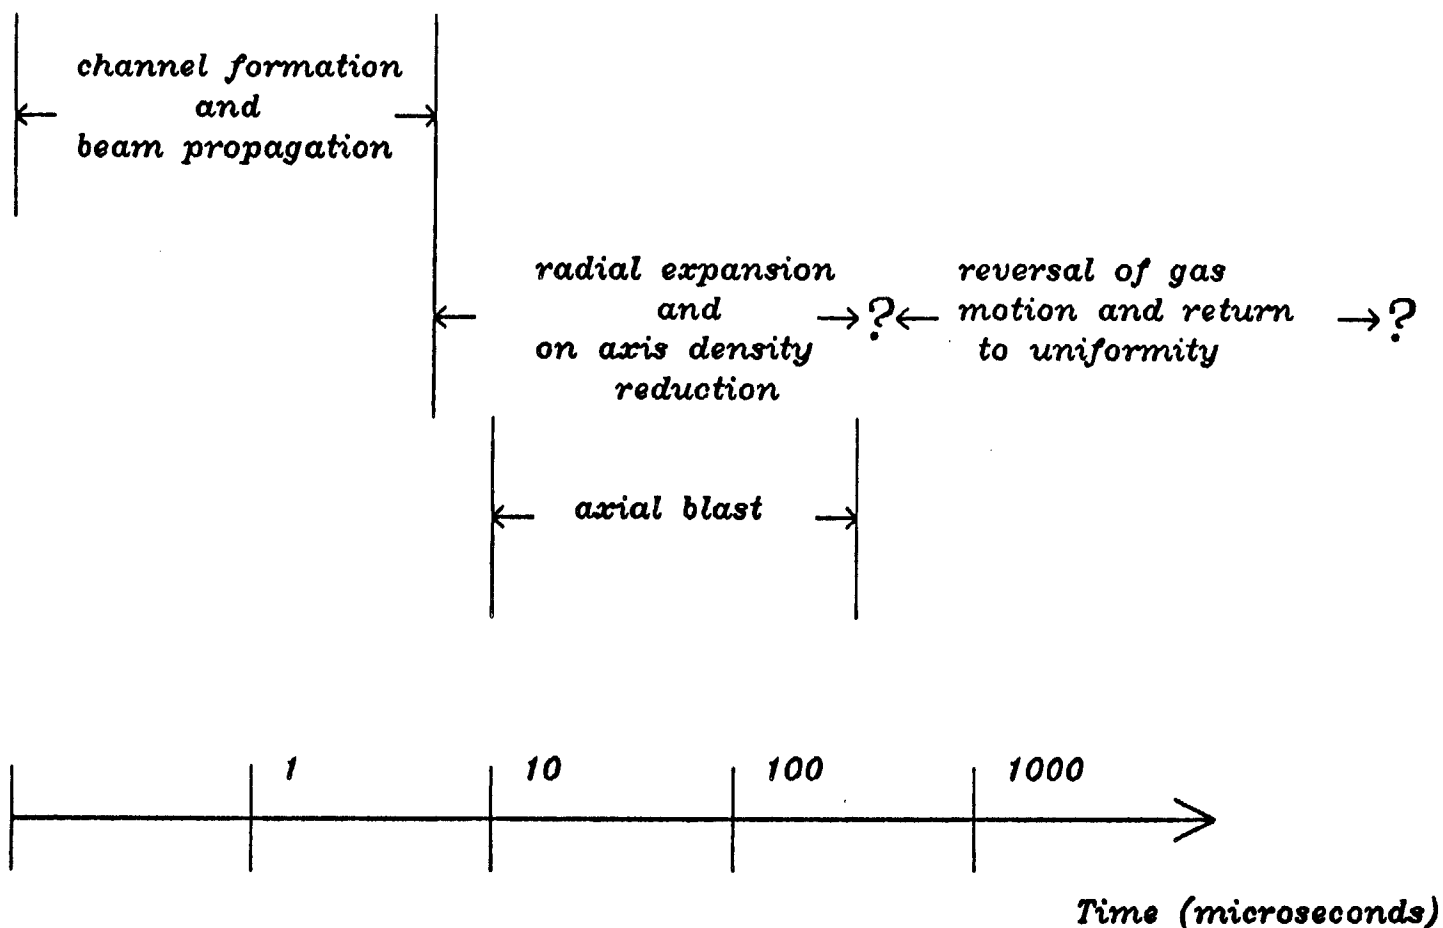 channel formation
and
beam propagation
radial expansion
and
on axis density
reduction
?
reversal of gas
motion and return
to uniformity
?
axial blast
1
10
100
1000
Time (microseconds)